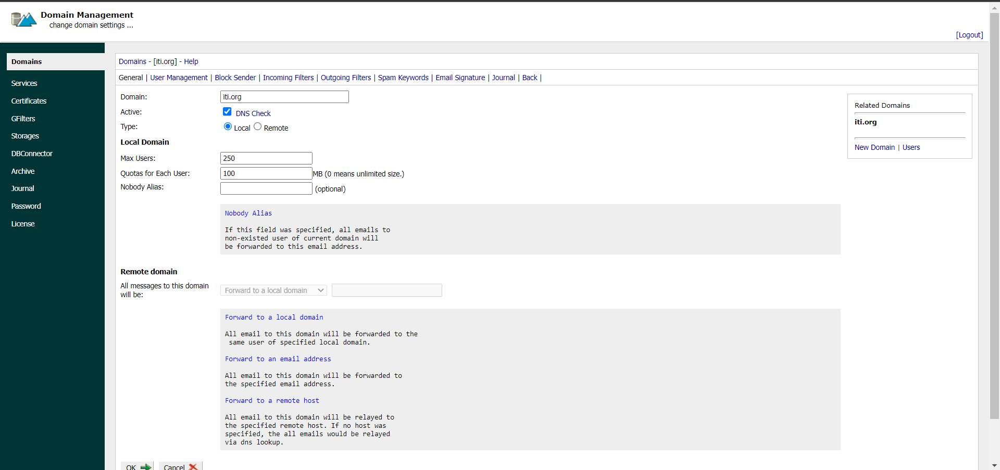 Domain Management
change domain settings ...
[Logout]
Domains
Services
Certificates
GFilters
Storages
DBConnector
Archive
Journal
Password
License
Domains - [iti.org] - Help
General | User Management | Block Sender | Incoming Filters | Outgoing Filters | Spam Keywords | Email Signature | Journal | Back |
Domain: iti.org
Active: DNS Check
Type: Local Remote
Local Domain
Max Users: 250
Quotas for Each User: 100 MB (0 means unlimited size.)
Nobody Alias: (optional)
Nobody Alias
If this field was specified, all emails to
non-existed user of current domain will
be forwarded to this email address.
Remote domain
All messages to this domain
will be:
Forward to a local domain
Forward to a local domain
All email to this domain will be forwarded to the
same user of specified local domain.
Forward to an email address
All email to this domain will be forwarded to
the specified email address.
Forward to a remote host
All email to this domain will be relayed to
the specified remote host. If no host was
specified, the all emails would be relayed
via dns lookup.
OK Cancel
Related Domains
iti.org
New Domain | Users